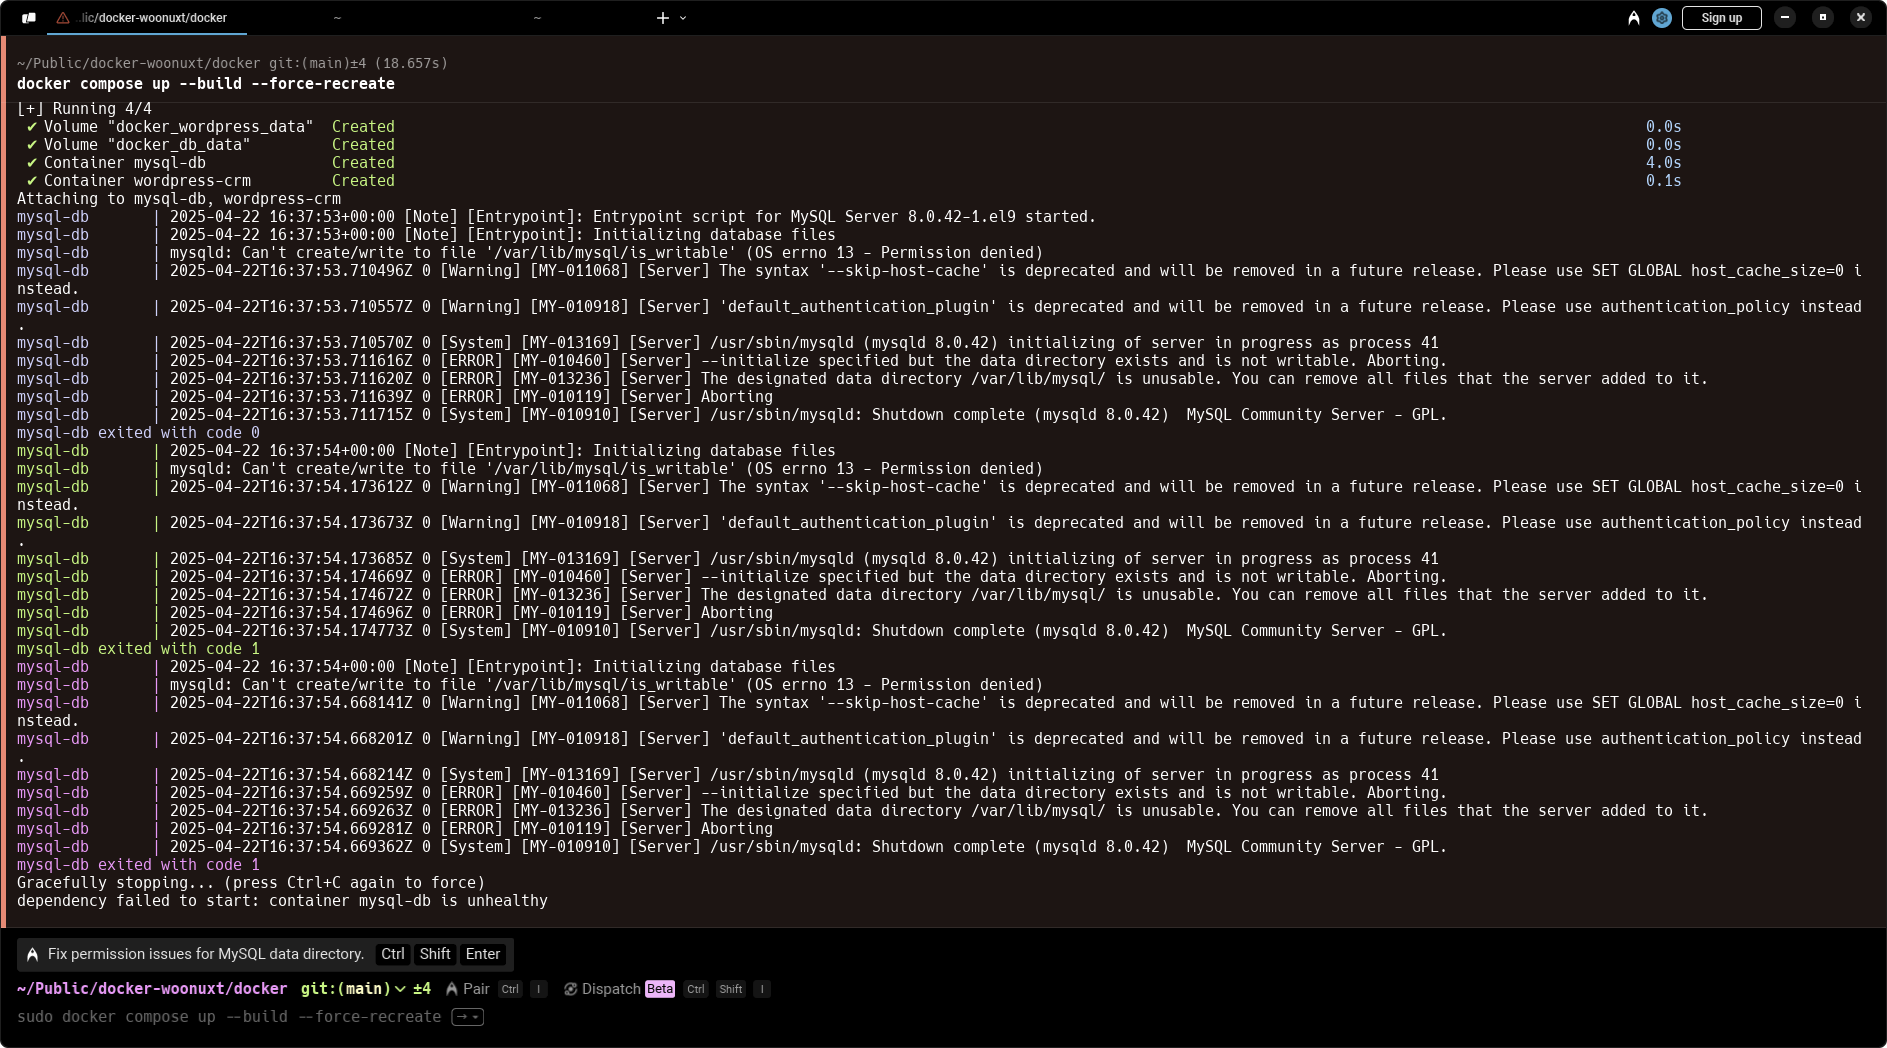 ..lic/docker-woonuxt/docker
~
~
Sign up
~/Public/docker-woonuxt/docker git:(main)±4 (18.657s)
docker compose up --build --force-recreate
[+] Running 4/4
✔ Volume "docker_wordpress_data"  Created 0.0s
✔ Volume "docker_db_data"         Created 0.0s
✔ Container mysql-db              Created 4.0s
✔ Container wordpress-crm         Created 0.1s
Attaching to mysql-db, wordpress-crm
mysql-db       | 2025-04-22 16:37:53+00:00 [Note] [Entrypoint]: Entrypoint script for MySQL Server 8.0.42-1.el9 started.
mysql-db       | 2025-04-22 16:37:53+00:00 [Note] [Entrypoint]: Initializing database files
mysql-db       | mysqld: Can't create/write to file '/var/lib/mysql/is_writable' (OS errno 13 - Permission denied)
mysql-db       | 2025-04-22T16:37:53.710496Z 0 [Warning] [MY-011068] [Server] The syntax '--skip-host-cache' is deprecated and will be removed in a future release. Please use SET GLOBAL host_cache_size=0 i
nstead.
mysql-db       | 2025-04-22T16:37:53.710557Z 0 [Warning] [MY-010918] [Server] 'default_authentication_plugin' is deprecated and will be removed in a future release. Please use authentication_policy instead
.
mysql-db       | 2025-04-22T16:37:53.710570Z 0 [System] [MY-013169] [Server] /usr/sbin/mysqld (mysqld 8.0.42) initializing of server in progress as process 41
mysql-db       | 2025-04-22T16:37:53.711616Z 0 [ERROR] [MY-010460] [Server] --initialize specified but the data directory exists and is not writable. Aborting.
mysql-db       | 2025-04-22T16:37:53.711620Z 0 [ERROR] [MY-013236] [Server] The designated data directory /var/lib/mysql/ is unusable. You can remove all files that the server added to it.
mysql-db       | 2025-04-22T16:37:53.711639Z 0 [ERROR] [MY-010119] [Server] Aborting
mysql-db       | 2025-04-22T16:37:53.711715Z 0 [System] [MY-010910] [Server] /usr/sbin/mysqld: Shutdown complete (mysqld 8.0.42)  MySQL Community Server - GPL.
mysql-db exited with code 0
mysql-db       | 2025-04-22 16:37:54+00:00 [Note] [Entrypoint]: Initializing database files
mysql-db       | mysqld: Can't create/write to file '/var/lib/mysql/is_writable' (OS errno 13 - Permission denied)
mysql-db       | 2025-04-22T16:37:54.173612Z 0 [Warning] [MY-011068] [Server] The syntax '--skip-host-cache' is deprecated and will be removed in a future release. Please use SET GLOBAL host_cache_size=0 i
nstead.
mysql-db       | 2025-04-22T16:37:54.173673Z 0 [Warning] [MY-010918] [Server] 'default_authentication_plugin' is deprecated and will be removed in a future release. Please use authentication_policy instead
.
mysql-db       | 2025-04-22T16:37:54.173685Z 0 [System] [MY-013169] [Server] /usr/sbin/mysqld (mysqld 8.0.42) initializing of server in progress as process 41
mysql-db       | 2025-04-22T16:37:54.174669Z 0 [ERROR] [MY-010460] [Server] --initialize specified but the data directory exists and is not writable. Aborting.
mysql-db       | 2025-04-22T16:37:54.174672Z 0 [ERROR] [MY-013236] [Server] The designated data directory /var/lib/mysql/ is unusable. You can remove all files that the server added to it.
mysql-db       | 2025-04-22T16:37:54.174696Z 0 [ERROR] [MY-010119] [Server] Aborting
mysql-db       | 2025-04-22T16:37:54.174773Z 0 [System] [MY-010910] [Server] /usr/sbin/mysqld: Shutdown complete (mysqld 8.0.42)  MySQL Community Server - GPL.
mysql-db exited with code 1
mysql-db       | 2025-04-22 16:37:54+00:00 [Note] [Entrypoint]: Initializing database files
mysql-db       | mysqld: Can't create/write to file '/var/lib/mysql/is_writable' (OS errno 13 - Permission denied)
mysql-db       | 2025-04-22T16:37:54.668141Z 0 [Warning] [MY-011068] [Server] The syntax '--skip-host-cache' is deprecated and will be removed in a future release. Please use SET GLOBAL host_cache_size=0 i
nstead.
mysql-db       | 2025-04-22T16:37:54.668201Z 0 [Warning] [MY-010918] [Server] 'default_authentication_plugin' is deprecated and will be removed in a future release. Please use authentication_policy instead
.
mysql-db       | 2025-04-22T16:37:54.668214Z 0 [System] [MY-013169] [Server] /usr/sbin/mysqld (mysqld 8.0.42) initializing of server in progress as process 41
mysql-db       | 2025-04-22T16:37:54.669259Z 0 [ERROR] [MY-010460] [Server] --initialize specified but the data directory exists and is not writable. Aborting.
mysql-db       | 2025-04-22T16:37:54.669263Z 0 [ERROR] [MY-013236] [Server] The designated data directory /var/lib/mysql/ is unusable. You can remove all files that the server added to it.
mysql-db       | 2025-04-22T16:37:54.669281Z 0 [ERROR] [MY-010119] [Server] Aborting
mysql-db       | 2025-04-22T16:37:54.669362Z 0 [System] [MY-010910] [Server] /usr/sbin/mysqld: Shutdown complete (mysqld 8.0.42)  MySQL Community Server - GPL.
mysql-db exited with code 1
Gracefully stopping... (press Ctrl+C again to force)
dependency failed to start: container mysql-db is unhealthy
Fix permission issues for MySQL data directory. Ctrl Shift Enter
~/Public/docker-woonuxt/docker git:(main) ±4 Pair Ctrl I Dispatch Beta Ctrl Shift I
sudo docker compose up --build --force-recreate